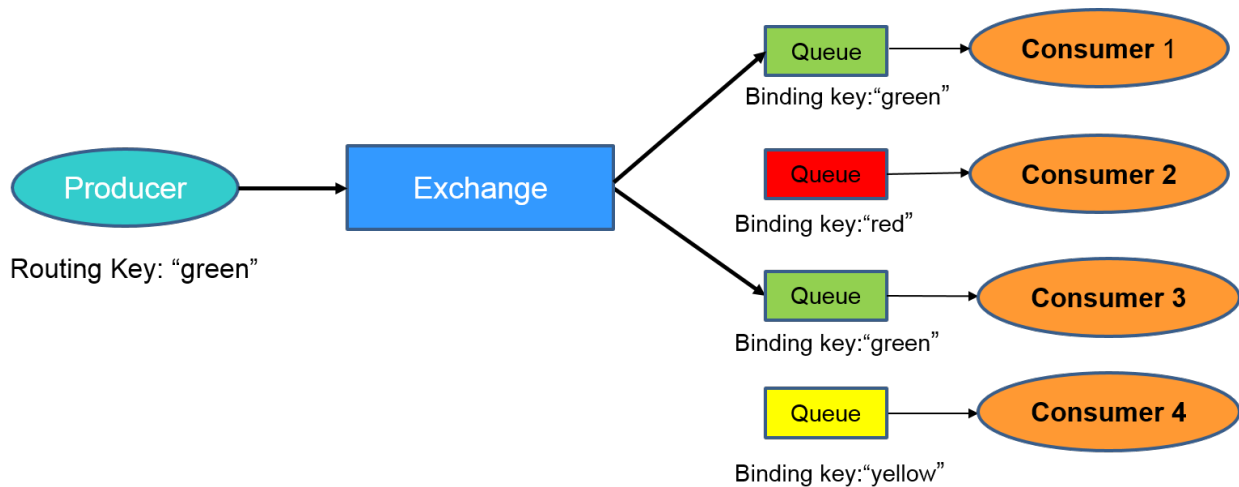 Producer
Routing Key: “green”
Exchange
Queue
Binding key:“green”
Consumer 1
Queue
Binding key:“red”
Consumer 2
Queue
Binding key:“green”
Consumer 3
Queue
Binding key:“yellow”
Consumer 4